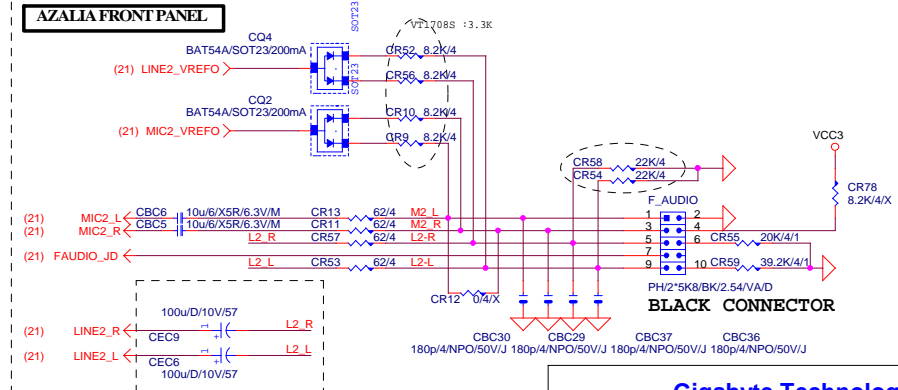 AZALIA FRONT PANEL
SOT23
VT1708S :3.3K
CQ4
BAT54A/SOT23/200mA
CR52 8.2K/4
(21) LINE2_VREFO
SOT23
CR56 8.2K/4
CQ2
BAT54A/SOT23/200mA
CR10 8.2K/4
(21) MIC2_VREFO
CR9 8.2K/4
VCC3
CR58 22K/4
CR54 22K/4
CR78
8.2K/4/X
F_AUDIO
(21) MIC2_L CBC6 10u/6/X5R/6.3V/M CR13 62/4 M2_L 1 2
(21) MIC2_R CBC5 10u/6/X5R/6.3V/M CR11 62/4 M2_R 3 4
L2_R CR57 62/4 L2-R 5 6 CR55 20K/4/1
(21) FAUDIO_JD 7
L2_L CR53 62/4 L2-L 9 10 CR59 39.2K/4/1
PH/2*5K8/BK/2.54/VA/D
CR12 0/4/X
BLACK CONNECTOR
100u/D/10V/57
(21) LINE2_R 1 + L2_R
CEC9
CBC30 CBC29 CBC37 CBC36
180p/4/NPO/50V/J 180p/4/NPO/50V/J 180p/4/NPO/50V/J 180p/4/NPO/50V/J
(21) LINE2_L 1 + L2_L
CEC6
100u/D/10V/57